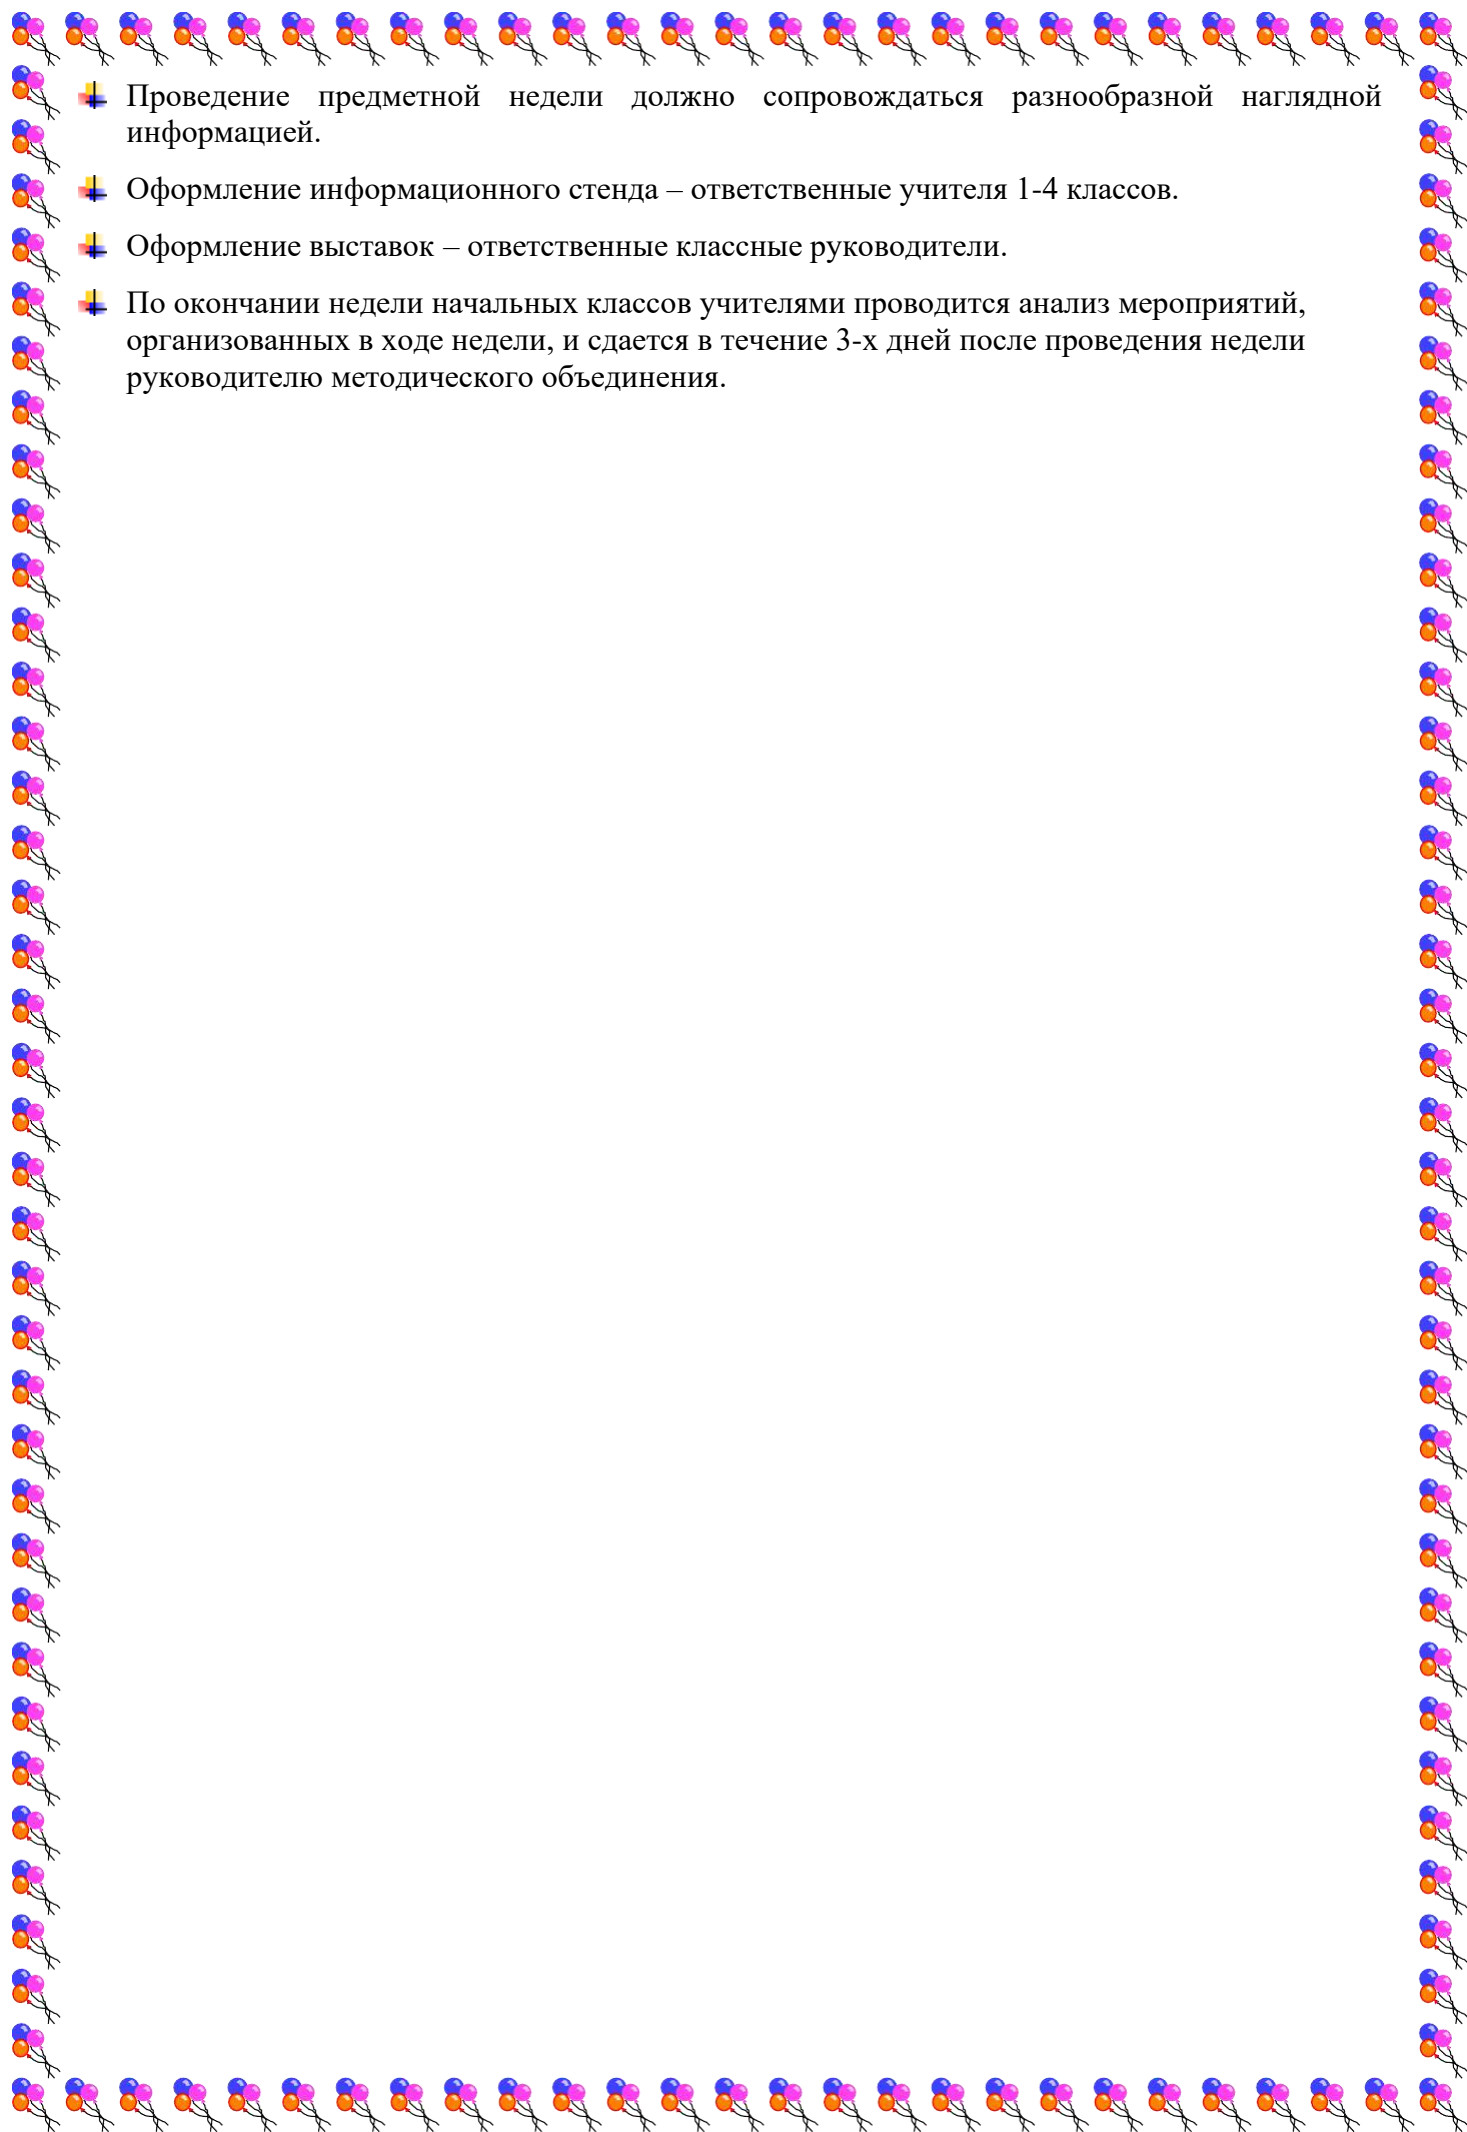 Проведение предметной недели должно сопровождаться разнообразной наглядной
информацией.
Оформление информационного стенда – ответственные учителя 1-4 классов.
Оформление выставок – ответственные классные руководители.
По окончании недели начальных классов учителями проводится анализ мероприятий,
организованных в ходе недели, и сдается в течение 3-х дней после проведения недели
руководителю методического объединения.